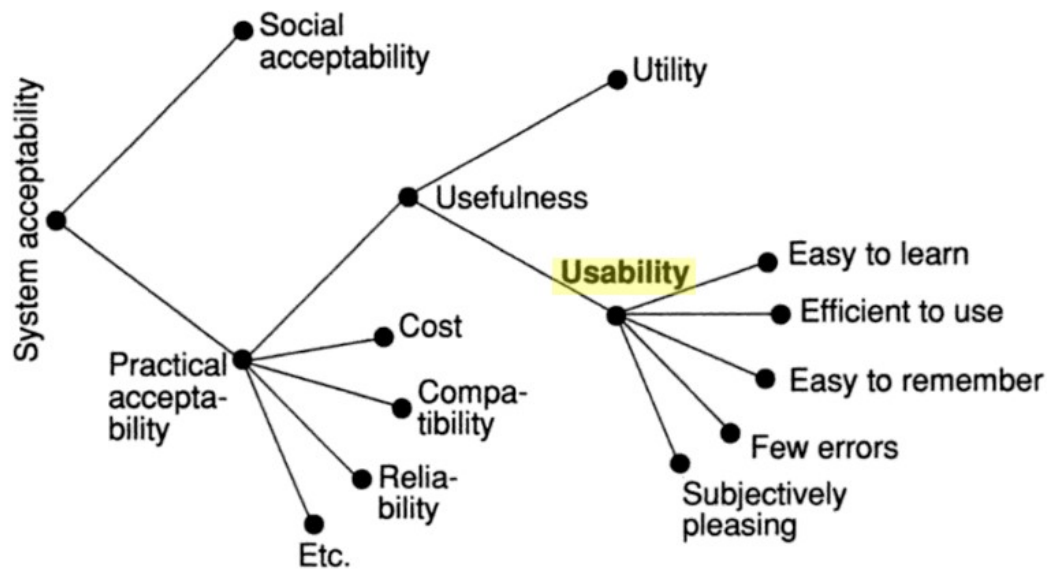 System acceptability
Social
acceptability
Utility
Usefulness
Usability
Easy to learn
Efficient to use
Easy to remember
Few errors
Subjectively
pleasing
Practical
accepta-
bility
Cost
Compa-
tibility
Relia-
bility
Etc.